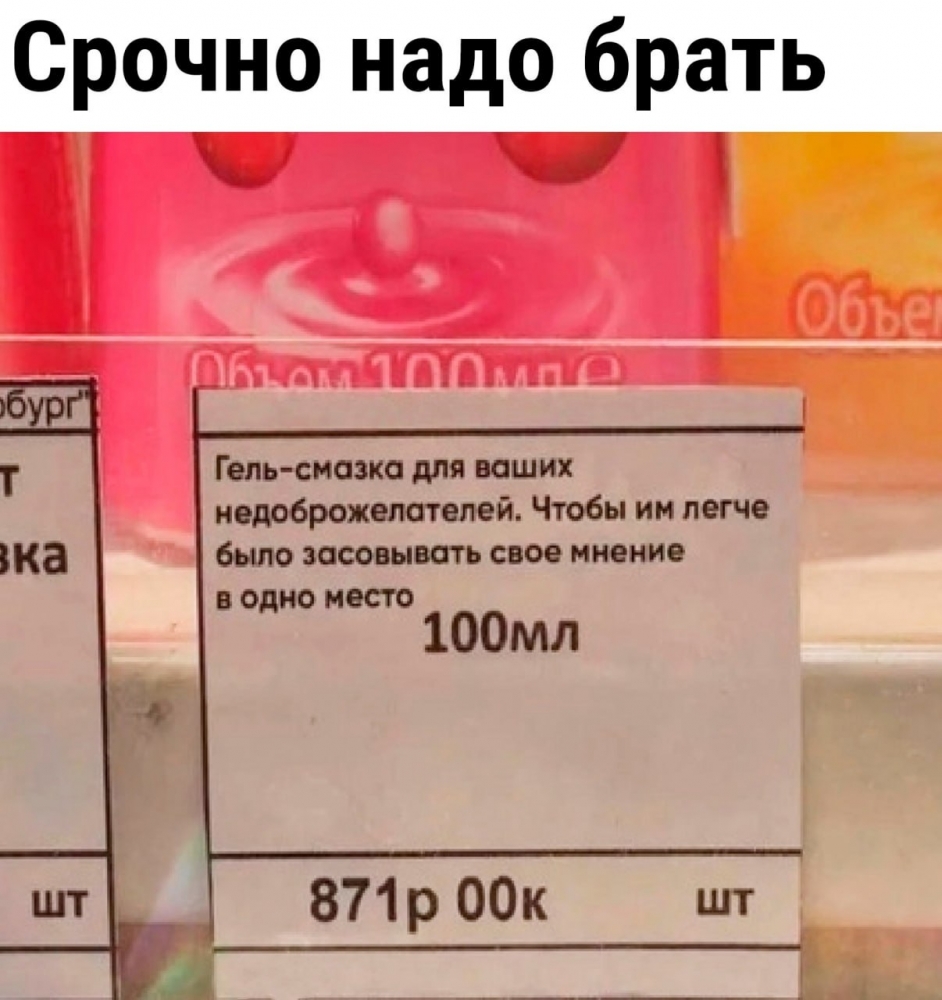 Срочно надо брать
Объем 100мл е
Объе
бург"
т
зка
шт
Гель-смазка для ваших
недоброжелателей. Чтобы им легче
было засовывать свое мнение
в одно место
100мл
871р 00к шт